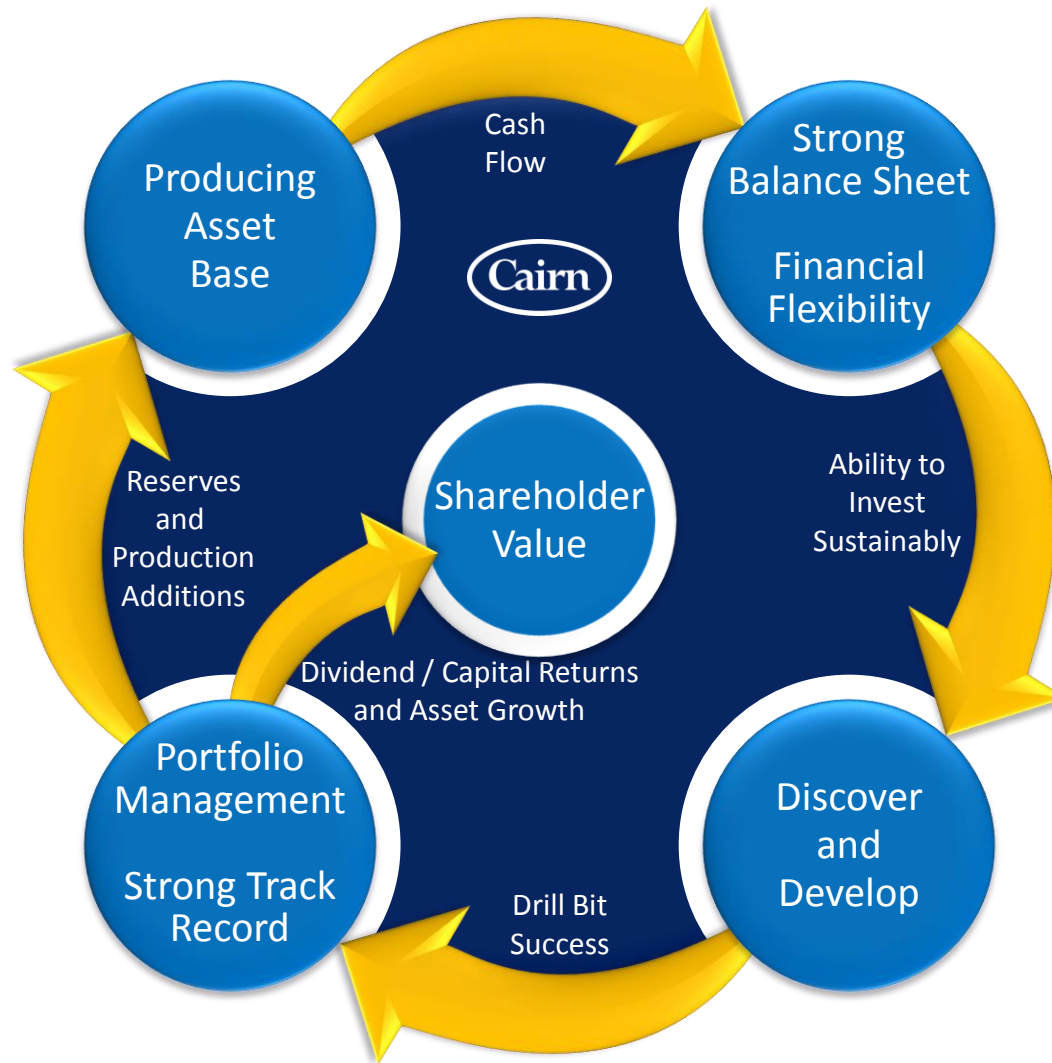 Cash
Flow
Producing
Asset
Base
Strong
Balance Sheet
Financial
Flexibility
Cairn
Reserves
and
Production
Additions
Shareholder
Value
Ability to
Invest
Sustainably
Dividend / Capital Returns
and Asset Growth
Portfolio
Management
Strong Track
Record
Drill Bit
Success
Discover
and
Develop